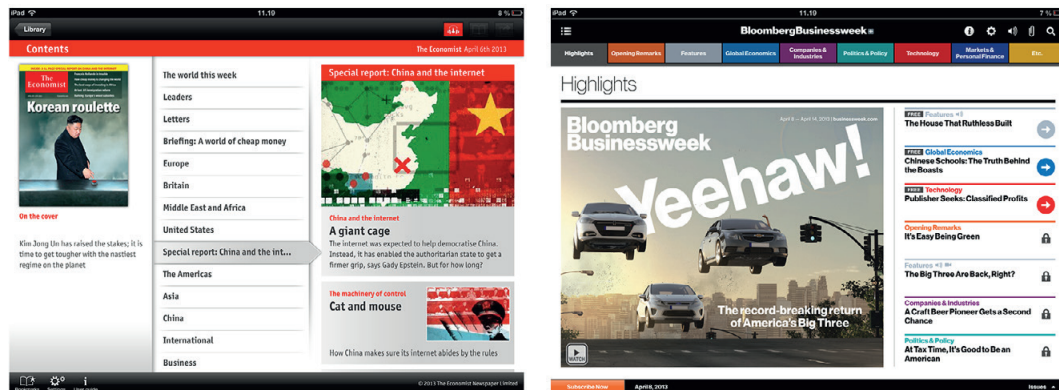 iPad
11.19
8 %
Library
Contents
The Economist April 6th 2013
The
Economist
Korean roulette
On the cover
Kim Jong Un has raised the stakes; it is
time to get tougher with the nastiest
regime on the planet
The world this week
Leaders
Letters
Briefing: A world of cheap money
Europe
Britain
Middle East and Africa
United States
Special report: China and the int...
The Americas
Asia
China
International
Business
Special report: China and the internet
China and the internet
A giant cage
The internet was expected to help democratise China.
Instead, it has enabled the authoritarian state to get a
firmer grip, says Gady Epstein. But for how long?
The machinery of control
Cat and mouse
How China makes sure its internet abides by the rules
© 2013 The Economist Newspaper Limited
iPad
11.19
7 %
BloombergBusinessweek
Highlights
Opening Remarks
Features
Global Economics
Companies &
Industries
Politics & Policy
Technology
Markets &
Personal Finance
Etc.
Highlights
Bloomberg
Businessweek
April 8 — April 14, 2013 | businessweek.com
Yeehaw!
The record-breaking return
of America's Big Three
WATCH
FREE Features
The House That Ruthless Built
FREE Global Economics
Chinese Schools: The Truth Behind
the Boasts
FREE Technology
Publisher Seeks: Classified Profits
Opening Remarks
It's Easy Being Green
Features
The Big Three Are Back, Right?
Companies & Industries
A Craft Beer Pioneer Gets a Second
Chance
Politics & Policy
At Tax Time, It's Good to Be an
American
Subscribe Now
April 8, 2013
Issues